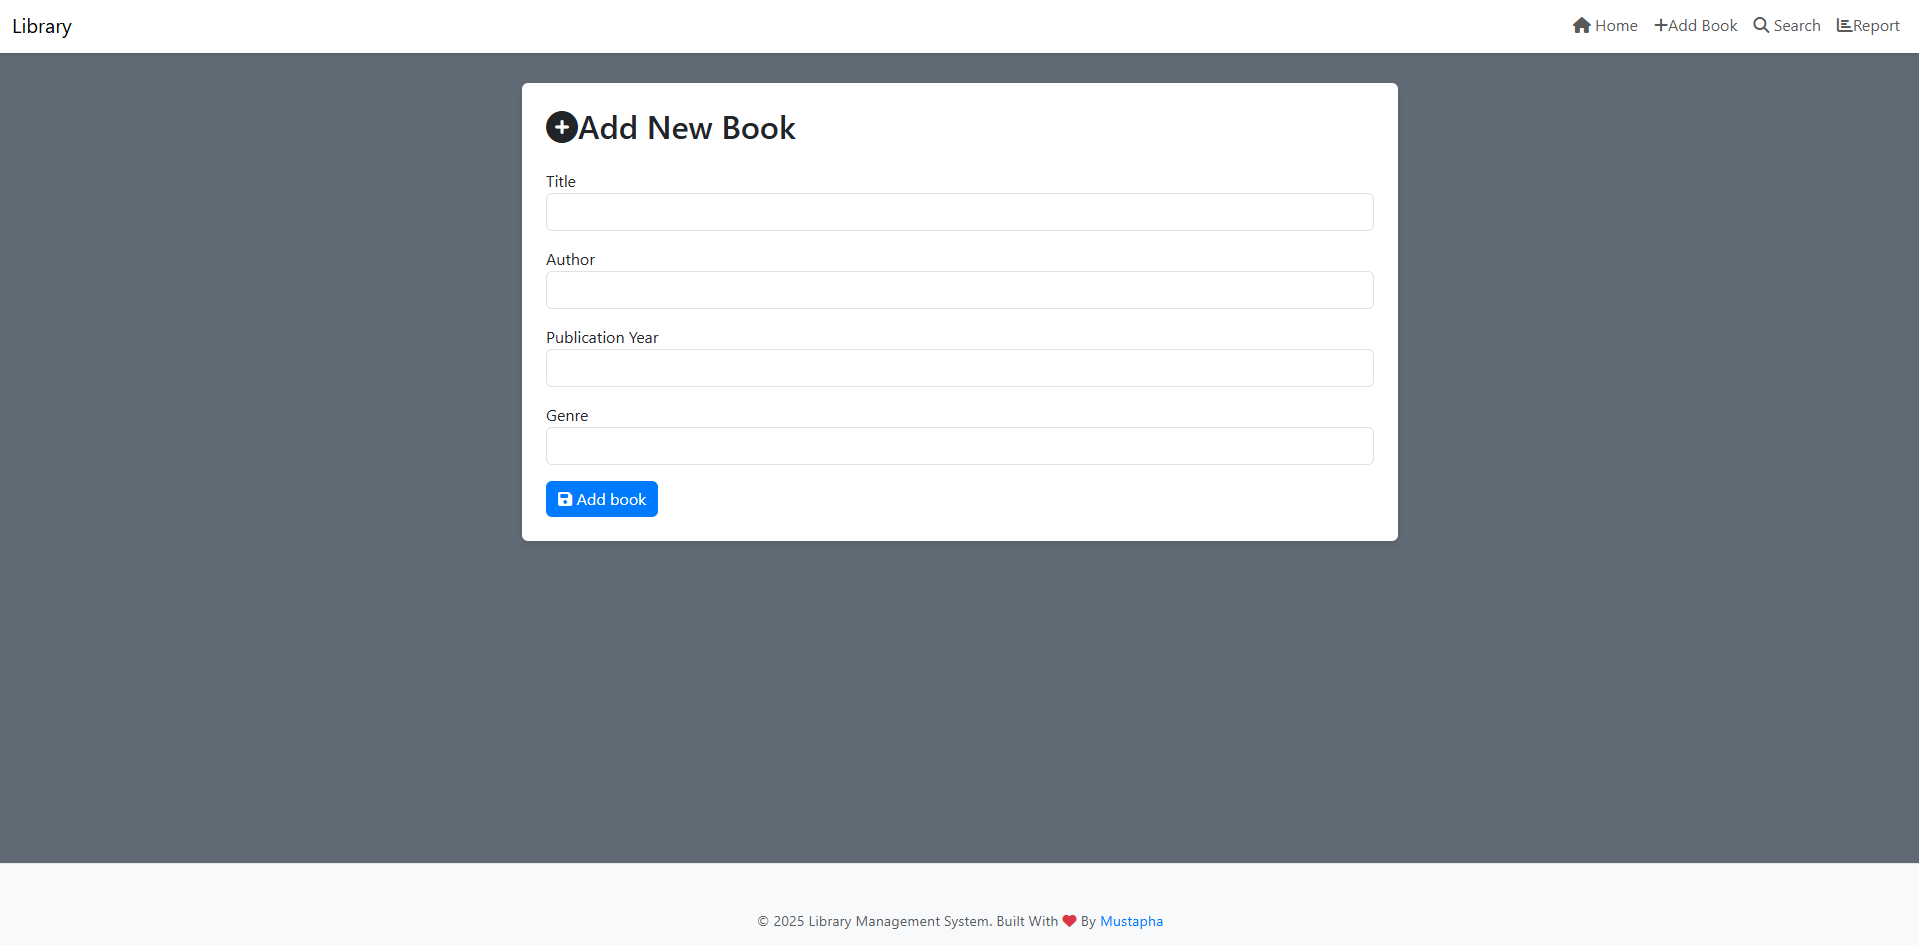 Library
Home Add Book Search Report
Add New Book
Title
Author
Publication Year
Genre
Add book
© 2025 Library Management System. Built With ❤ By Mustapha